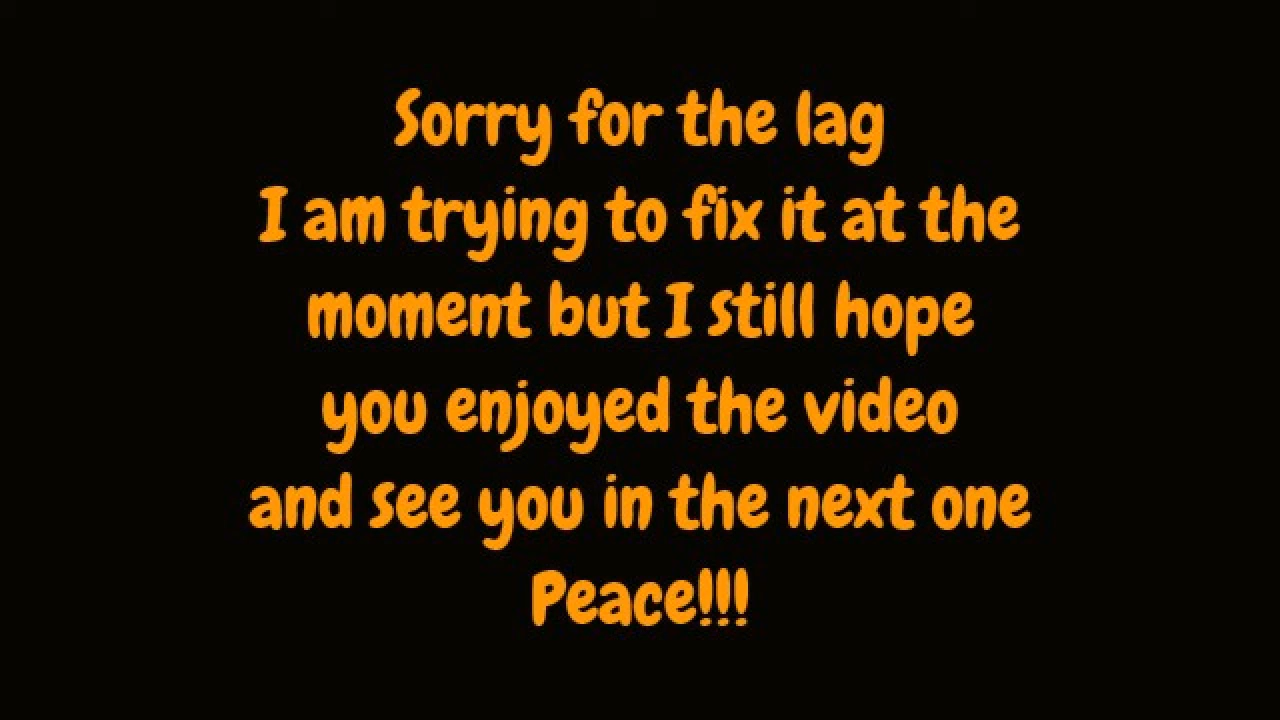 Sorry for the lag
I am trying to fix it at the
moment but I still hope
you enjoyed the video
and see you in the next one
Peace!!!